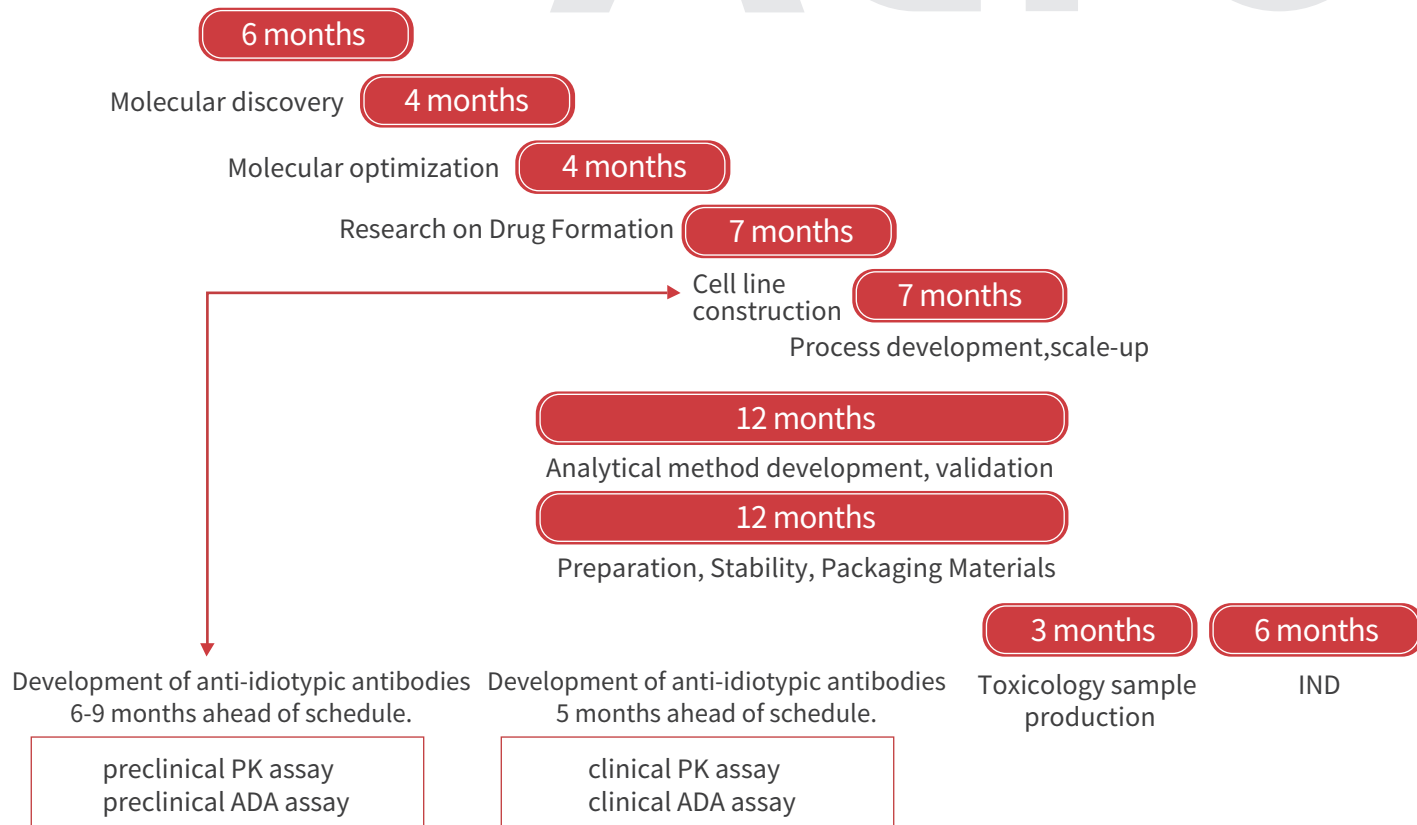 6 months
Molecular discovery
4 months
Molecular optimization
4 months
Research on Drug Formation
7 months
Cell line
construction
7 months
Process development,scale-up
12 months
Analytical method development, validation
12 months
Preparation, Stability, Packaging Materials
3 months
6 months
Toxicology sample
production
IND
Development of anti-idiotypic antibodies
6-9 months ahead of schedule.
Development of anti-idiotypic antibodies
5 months ahead of schedule.
preclinical PK assay
preclinical ADA assay
clinical PK assay
clinical ADA assay